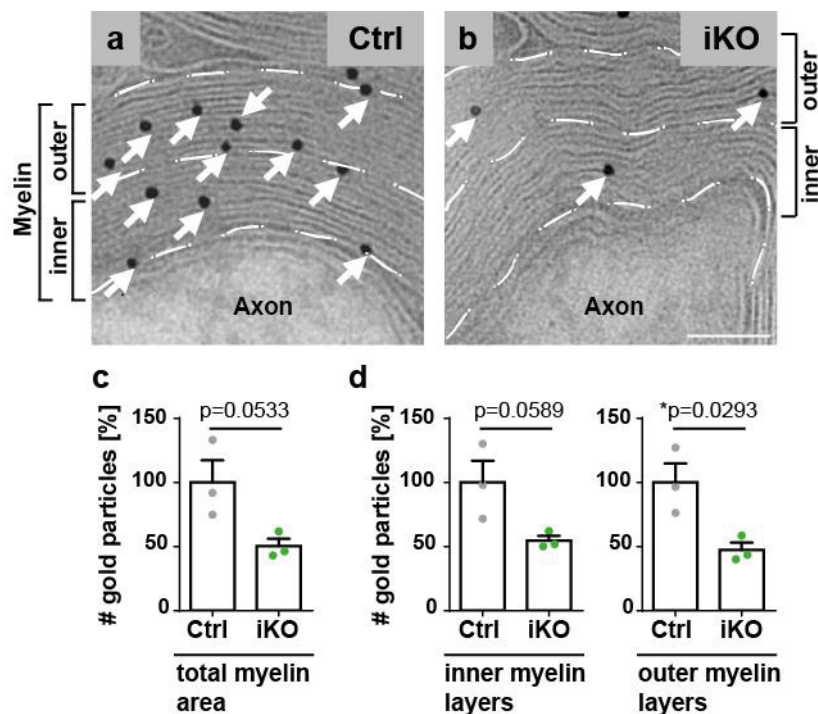 a Ctrl
b iKO
Myelin
outer
inner
Axon
outer
inner
Axon
c
# gold particles [%]
150
100
50
0
p=0.0533
Ctrl iKO
total myelin
area
d
# gold particles [%]
150
100
50
0
p=0.0589
Ctrl iKO
inner myelin
layers
150
100
50
0
*p=0.0293
Ctrl iKO
outer myelin
layers